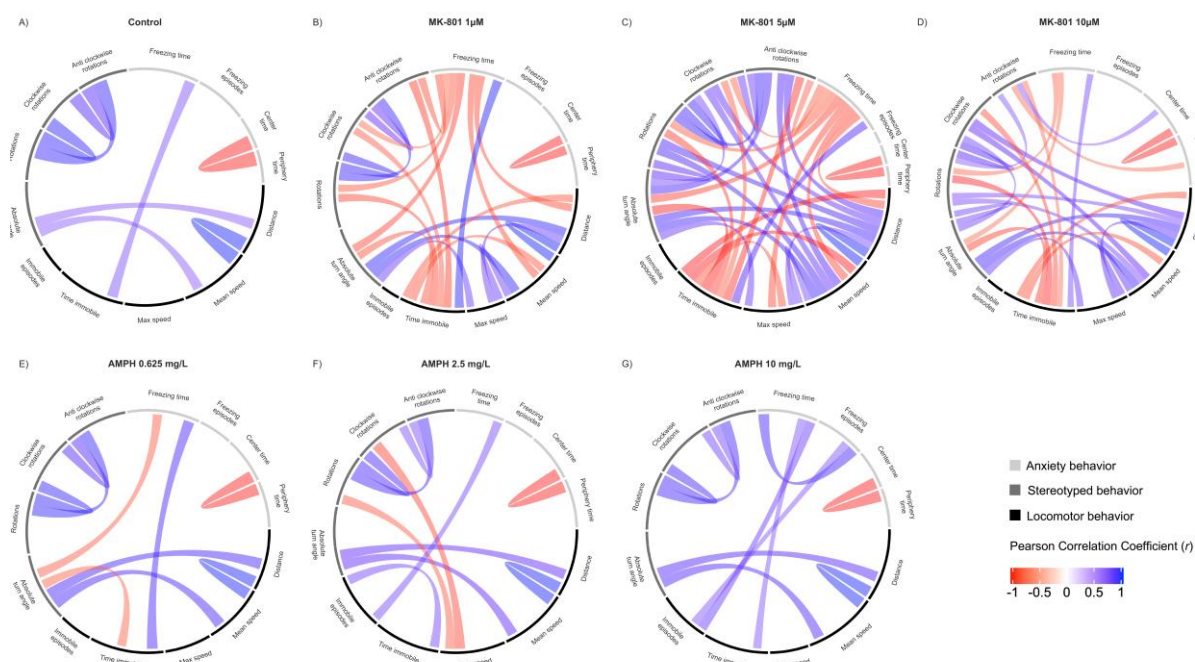 A)
Control
B)
MK-801 1µM
C)
MK-801 5µM
D)
MK-801 10µM
Freezing time
Freezing
episodes
Center
time
Periphery
time
Distance
Mean speed
Max speed
Time immobile
Immobile
episodes
Absolute
Rotations
Clockwise
rotations
Anti clockwise
rotations
Freezing time
Freezing
episodes
Center
time
Periphery
time
Distance
Mean speed
Max speed
Time immobile
Immobile
episodes
Absolute
turn angle
Rotations
Clockwise
rotations
Anti clockwise
rotations
Freezing time
Freezing
episodes
Center
time
Periphery
time
Distance
Mean speed
Max speed
Time immobile
Immobile
episodes
Absolute
turn angle
Rotations
Clockwise
rotations
Anti clockwise
rotations
Freezing time
Freezing
episodes
Center
time
Mean speed
Max speed
Time immobile
Immobile
episodes
Absolute
turn angle
Rotations
Clockwise
rotations
Anti clockwise
rotations
E)
AMPH 0.625 mg/L
F)
AMPH 2.5 mg/L
G)
AMPH 10 mg/L
Freezing time
Freezing
episodes
Center
time
Periphery
time
Distance
Mean speed
Max speed
Time immobile
Immobile
episodes
Absolute
turn angle
Rotations
Clockwise
rotations
Anti clockwise
rotations
Freezing time
Freezing
episodes
Center
time
Periphery time
Distance
Mean speed
Max speed
Time immobile
Immobile
episodes
Absolute
turn angle
Rotations
Clockwise
rotations
Anti clockwise
rotations
Freezing time
Freezing
episodes
Center time
Periphery
time
Distance
Mean speed
Max speed
Time immobile
Immobile
episodes
Absolute
turn angle
Rotations
Clockwise
rotations
Anti clockwise
rotations
Anxiety behavior
Stereotyped behavior
Locomotor behavior
Pearson Correlation Coefficient (r)
-1 -0.5 0 0.5 1